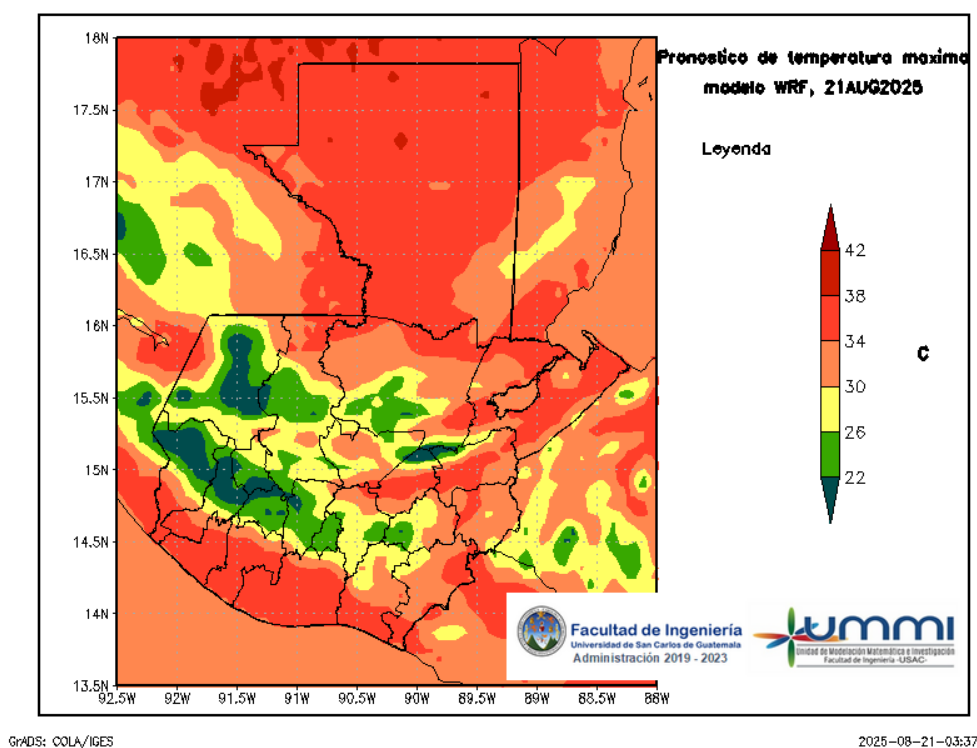 Pronostico de temperatura maxima
modelo WRF, 21AUG2025
Leyenda
42
38
34
30
26
22
C
18N
17.5N
17N
16.5N
16N
15.5N
15N
14.5N
14N
13.5N
92.5W 92W 91.5W 91W 90.5W 90W 89.5W 89W 88.5W 88W
Facultad de Ingeniería
Universidad de San Carlos de Guatemala
Administración 2019 - 2023
ummi
Unidad de Modelación Matemática e Investigación
Facultad de Ingeniería -USAC-
GrADS: COLA/IGES
2025-08-21-03:37